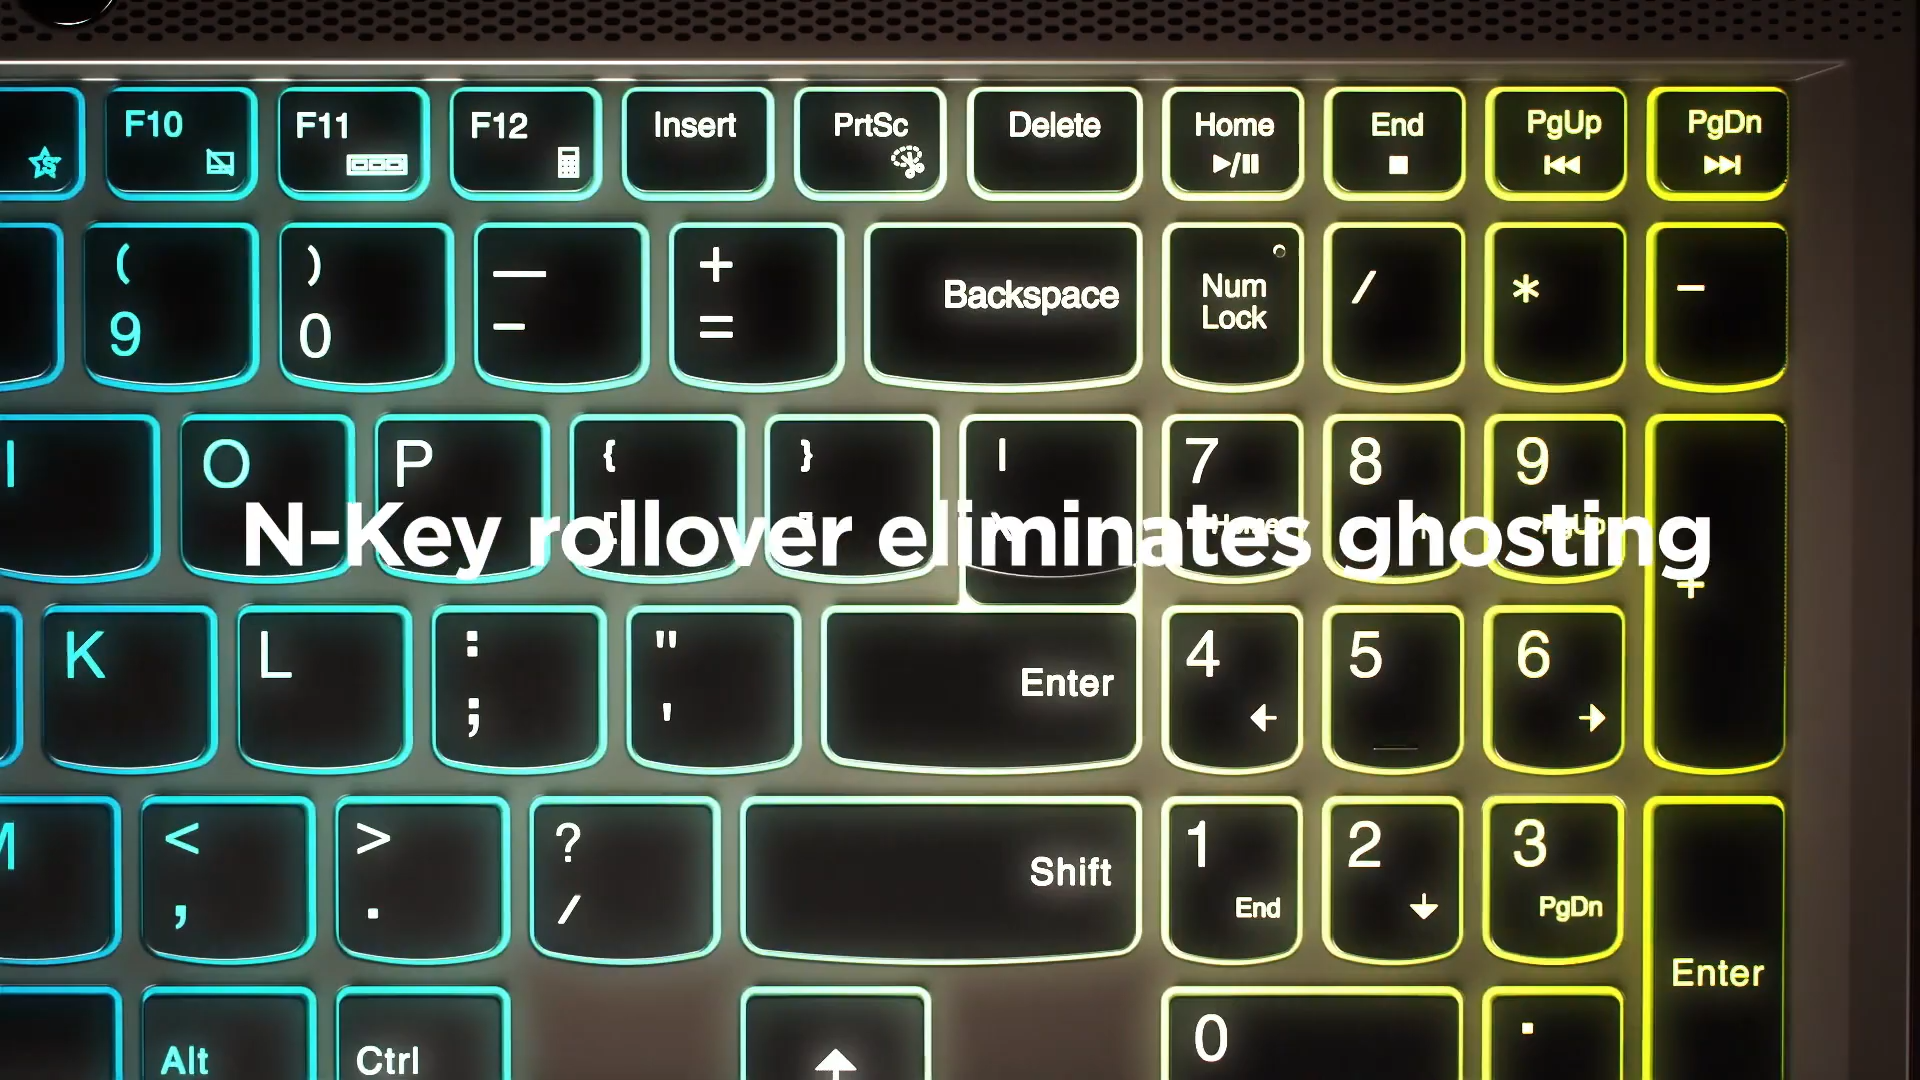 F10 F11 F12 Insert PrtSc Delete Home End PgUp PgDn
▶/II
( ) — + Backspace Num Lock / * -
9 0 - =
I O P { } | 7 8 9
N-Key rollover eliminates ghosting
+
K L : " Enter 4 5 6
; '
M < > ? Shift 1 2 3
, . / End PgDn
Enter
Alt Ctrl 0 .